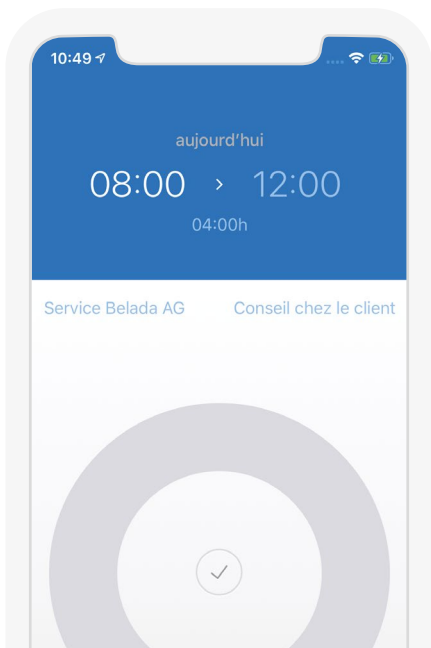 10:49
aujourd'hui
08:00 > 12:00
04:00h
Service Belada AG Conseil chez le client